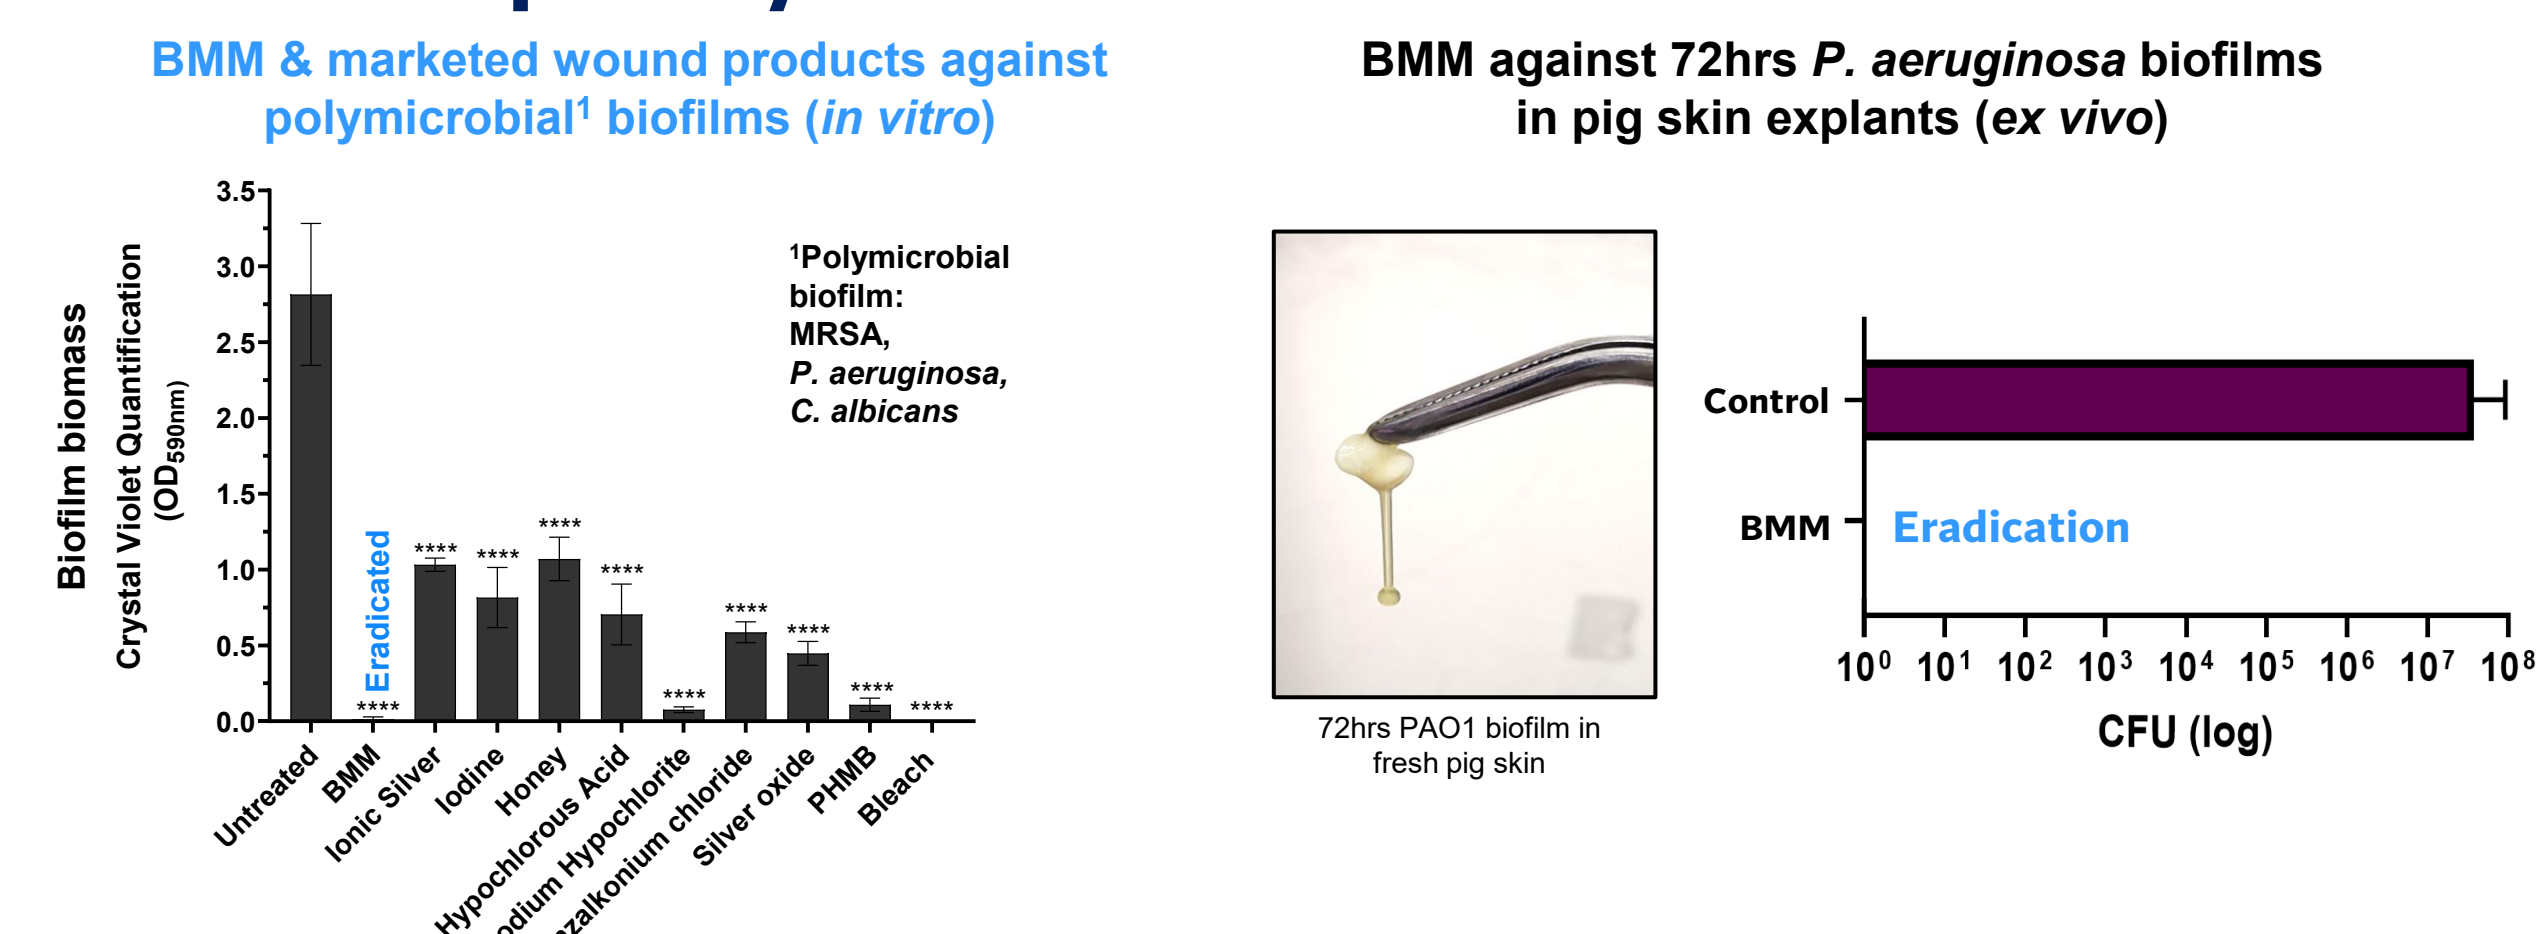 BMM & marketed wound products against
polymicrobial¹ biofilms (in vitro)
Biofilm biomass
Crystal Violet Quantification
(OD₅₉₀nm)
3.5
3.0
2.5
2.0
1.5
1.0
0.5
0.0
¹Polymicrobial
biofilm:
MRSA,
P. aeruginosa,
C. albicans
Eradicated
****
****
****
****
****
****
****
****
****
****
Untreated
BMM
Ionic Silver
Iodine
Honey
Hypochlorous Acid
Hypochlorite
chloride
Silver oxide
PHMB
Bleach
BMM against 72hrs P. aeruginosa biofilms
in pig skin explants (ex vivo)
72hrs PAO1 biofilm in
fresh pig skin
Control
BMM
Eradication
10⁰ 10¹ 10² 10³ 10⁴ 10⁵ 10⁶ 10⁷ 10⁸
CFU (log)